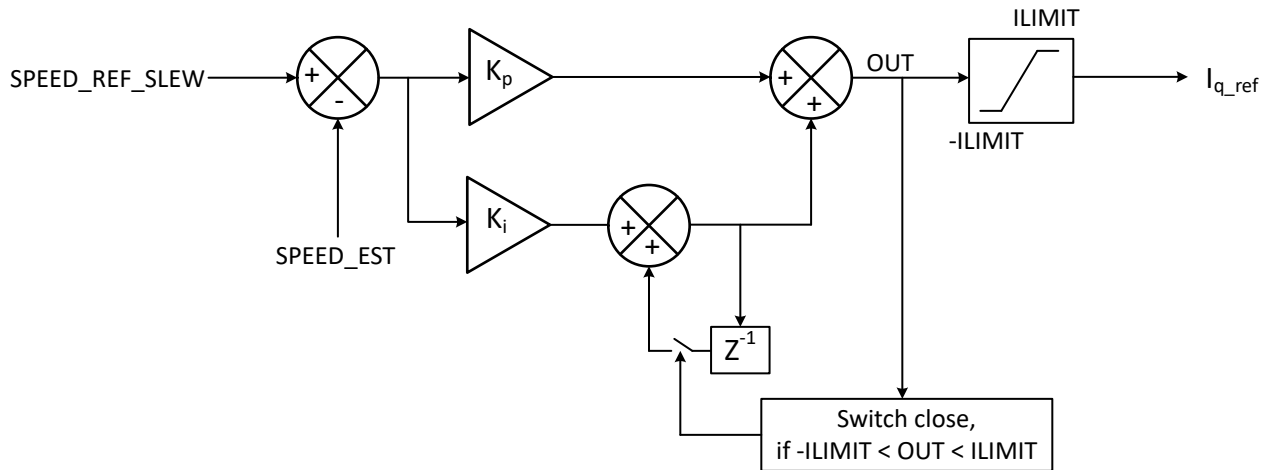 ILIMIT
SPEED_REF_SLEW
+
-
Kp
+
+
OUT
Iq_ref
-ILIMIT
SPEED_EST
Ki
+
+
Z-1
Switch close,
if -ILIMIT < OUT < ILIMIT